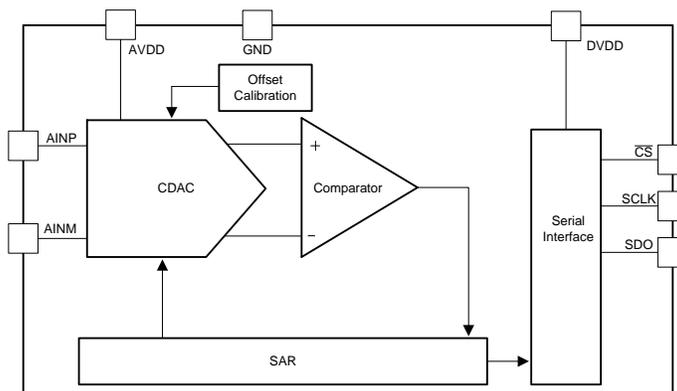 AVDD
GND
DVDD
Offset
Calibration
AINP
+
CDAC
Comparator
CS
SCLK
Serial
Interface
AINM
−
SDO
SAR